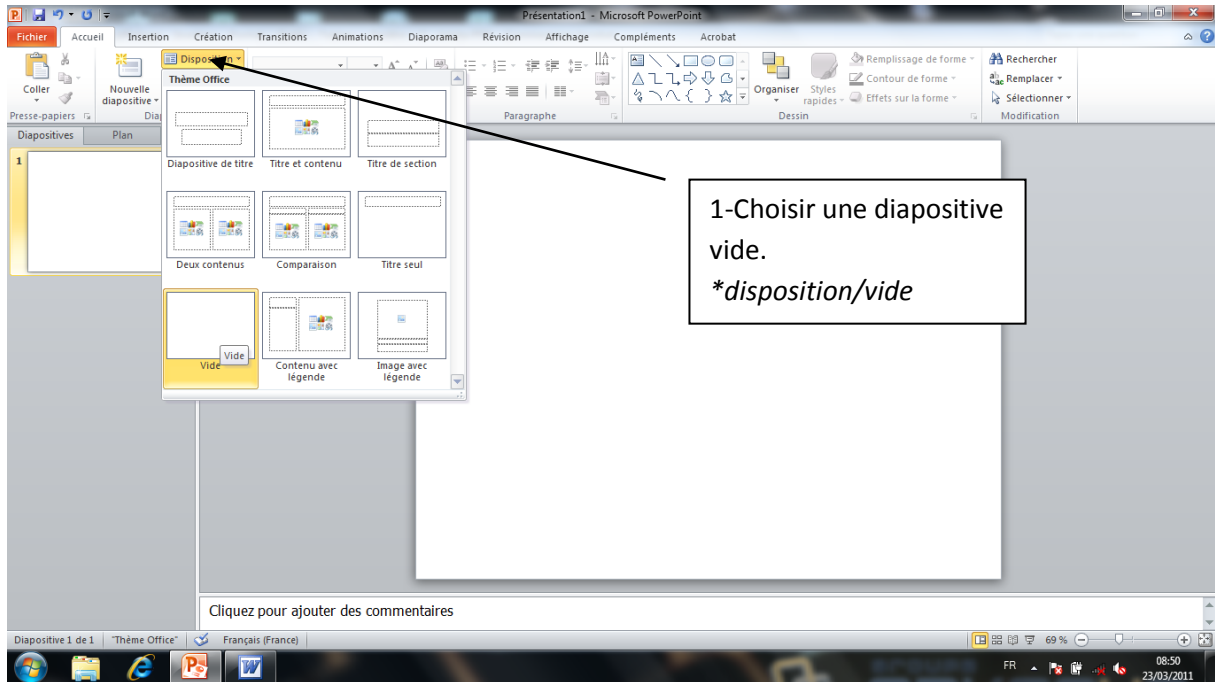 Présentation1 - Microsoft PowerPoint
Fichier Accueil Insertion Création Transitions Animations Diaporama Révision Affichage Compléments Acrobat
Disposition
Coller
Nouvelle
diapositive
Presse-papiers
Paragraphe
Organiser
Styles
rapides
Remplissage de forme
Contour de forme
Effets sur la forme
Dessin
Rechercher
Remplacer
Sélectionner
Modification
Diapositives Plan
1
Thème Office
Diapositive de titre Titre et contenu Titre de section
Deux contenus Comparaison Titre seul
Vide
Vide Contenu avec légende Image avec légende
1-Choisir une diapositive
vide.
*disposition/vide
Cliquez pour ajouter des commentaires
Diapositive 1 de 1 "Thème Office" Français (France) 69 %
FR 08:50
23/03/2011